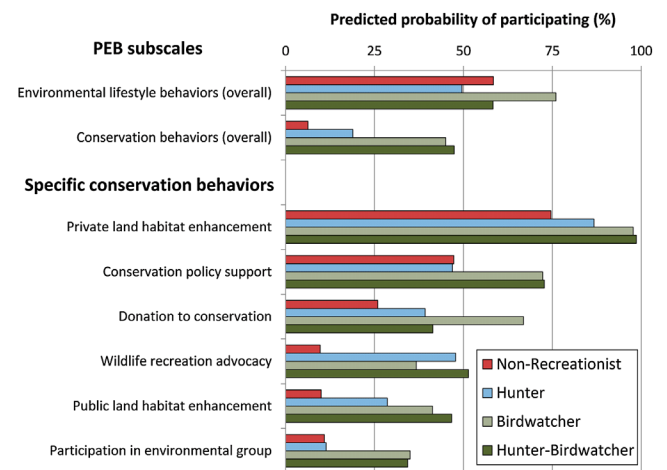 Predicted probability of participating (%)
PEB subscales
0 25 50 75 100
Environmental lifestyle behaviors (overall)
Conservation behaviors (overall)
Specific conservation behaviors
Private land habitat enhancement
Conservation policy support
Donation to conservation
Wildlife recreation advocacy
Public land habitat enhancement
Participation in environmental group
Non-Recreationist
Hunter
Birdwatcher
Hunter-Birdwatcher